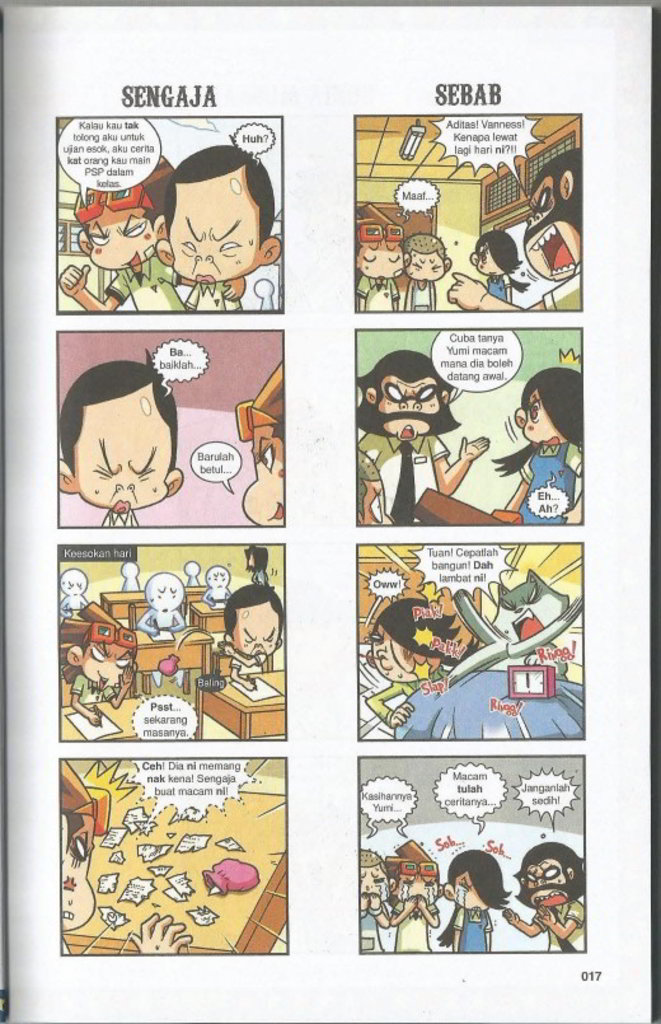 SENGAJA
Kalau kau tak
tolong aku untuk
ujian esok, aku cerita
kat orang kau main
PSP dalam
kelas.
Huh?
Ba...
baiklah...
Barulah
betul...
Keesokan hari
Baling
Psst...
sekarang
masanya.
Ceh! Dia ni memang
nak kena! Sengaja
buat macam ni!
SEBAB
Aditas! Vanness!
Kenapa lewat
lagi hari ni?!!
Maaf...
Cuba tanya
Yumi macam
mana dia boleh
datang awal.
Eh...
Ah?
Tuan! Cepatlah
bangun! Dah
lambat ni!
Oww!
Piak!
Pakk!
Slap!
Ringg!
Ringg!
Kasihannya
Yumi...
Macam
tulah
ceritanya...
Janganlah
sedih!
Sob...
Sob...
017